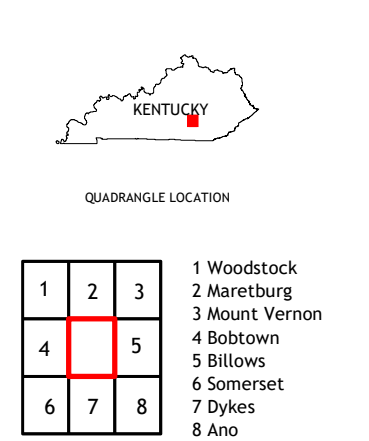 KENTUCKY
QUADRANGLE LOCATION
1 2 3
4 5
6 7 8
1 Woodstock
2 Maretburg
3 Mount Vernon
4 Bobtown
5 Billows
6 Somerset
7 Dykes
8 Ano